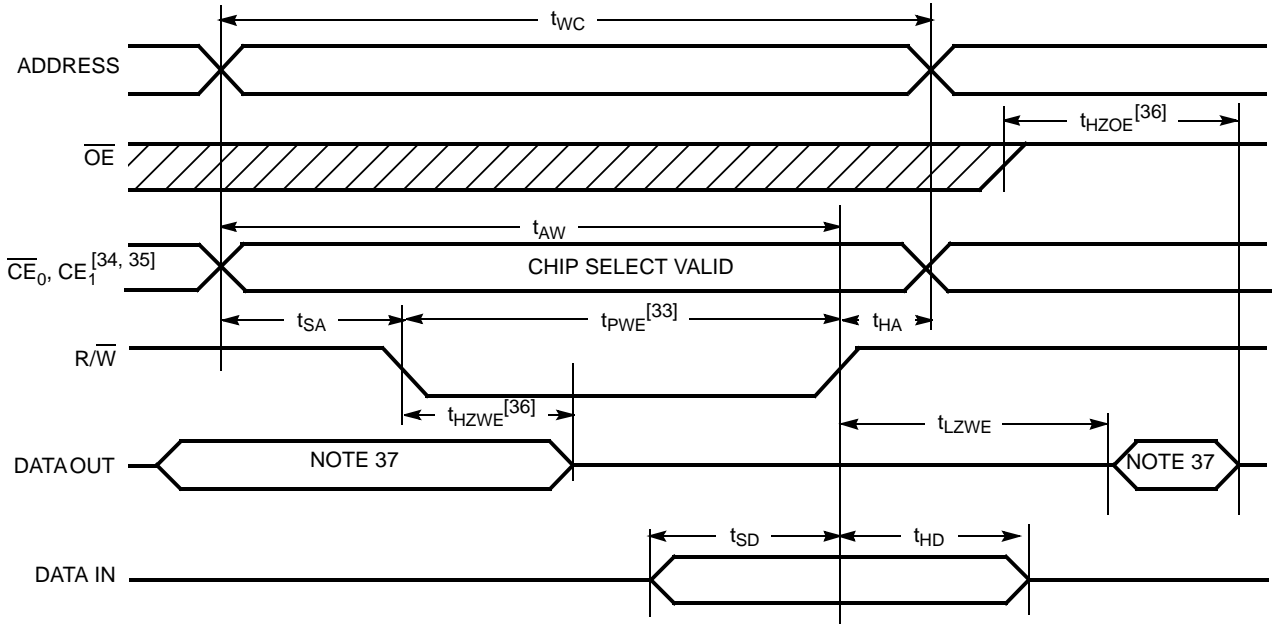 tWC
ADDRESS
tHZOE[36]
OE
tAW
CE0, CE1[34, 35]
CHIP SELECT VALID
tSA
tPWE[33]
tHA
R/W
tHZWE[36]
tLZWE
DATA OUT
NOTE 37
NOTE 37
tSD
tHD
DATA IN